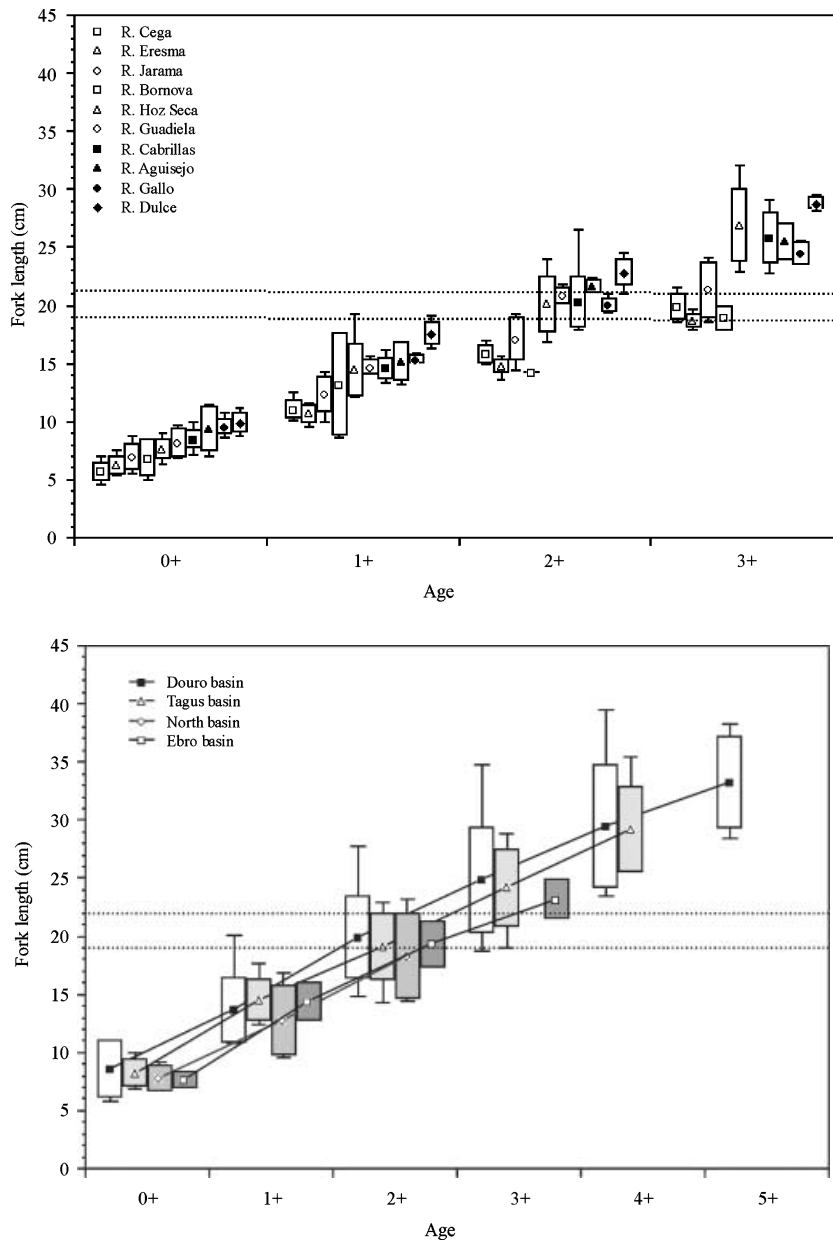 45
40
35
30
25
20
15
10
5
0
Fork length (cm)
R. Cega
R. Eresma
R. Jarama
R. Bornova
R. Hoz Seca
R. Guadiela
R. Cabrillas
R. Aguisejo
R. Gallo
R. Dulce
0+ 1+ 2+ 3+
Age
45
40
35
30
25
20
15
10
5
0
Fork length (cm)
Douro basin
Tagus basin
North basin
Ebro basin
0+ 1+ 2+ 3+ 4+ 5+
Age